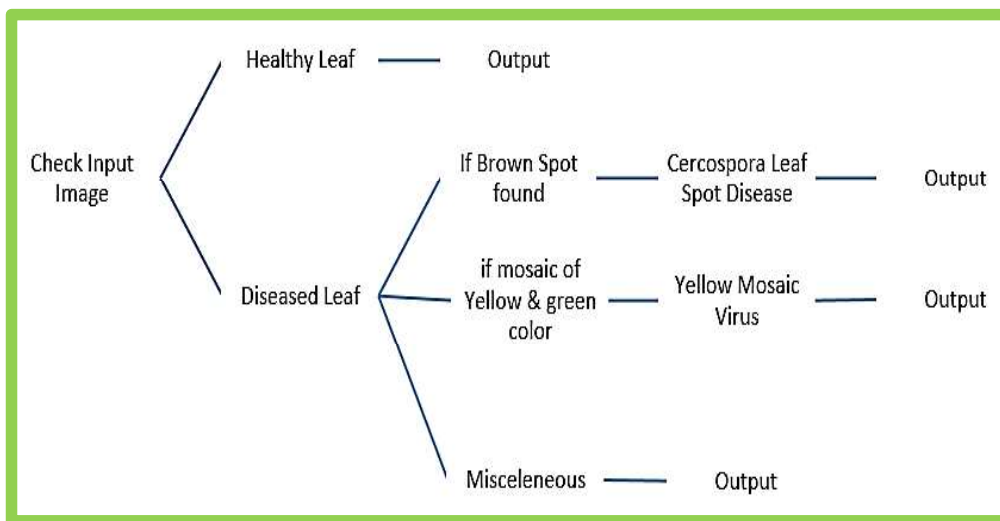 Healthy Leaf
Output
Check Input
Image
If Brown Spot
found
Cercospora Leaf
Spot Disease
Output
Diseased Leaf
if mosaic of
Yellow & green
color
Yellow Mosaic
Virus
Output
Misceleneous
Output